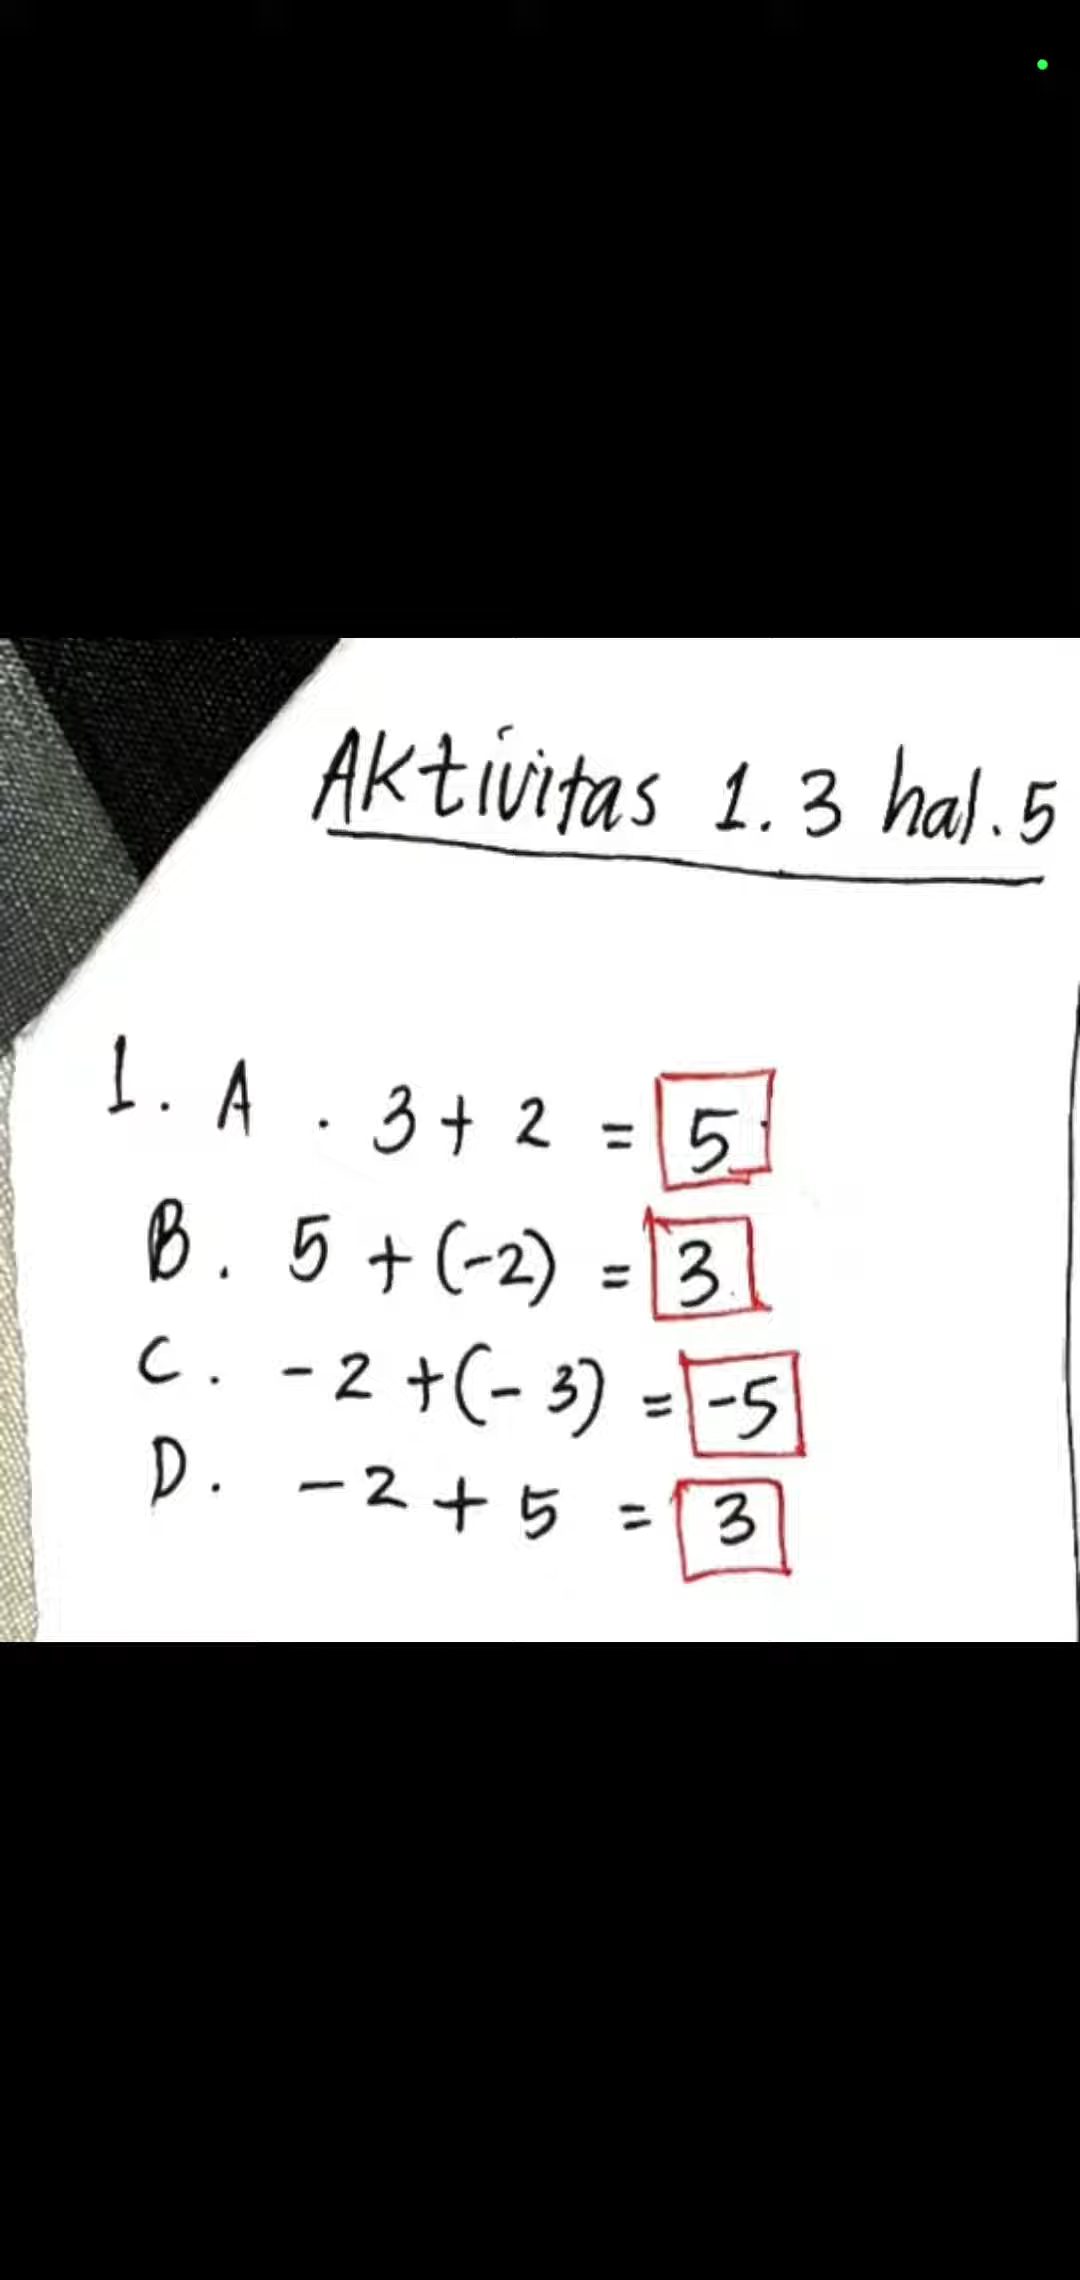 Aktivitas 1.3 hal.5
1. A. 3 + 2 = 5
B. 5 + (-2) = 3
C. -2 + (-3) = -5
D. -2 + 5 = 3